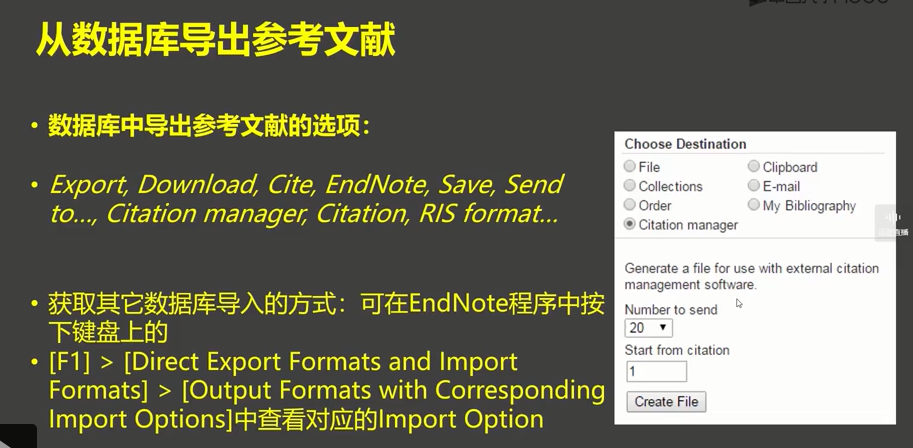 从数据库导出参考文献
• 数据库中导出参考文献的选项：
• Export, Download, Cite, EndNote, Save, Send
to…, Citation manager, Citation, RIS format…
• 获取其它数据库导入的方式：可在EndNote程序中按
下键盘上的
• [F1] > [Direct Export Formats and Import
Formats] > [Output Formats with Corresponding
Import Options]中查看对应的Import Option
Choose Destination
File
Clipboard
Collections
E-mail
Order
My Bibliography
Citation manager
Generate a file for use with external citation
management software.
Number to send
20
Start from citation
1
Create File
直播